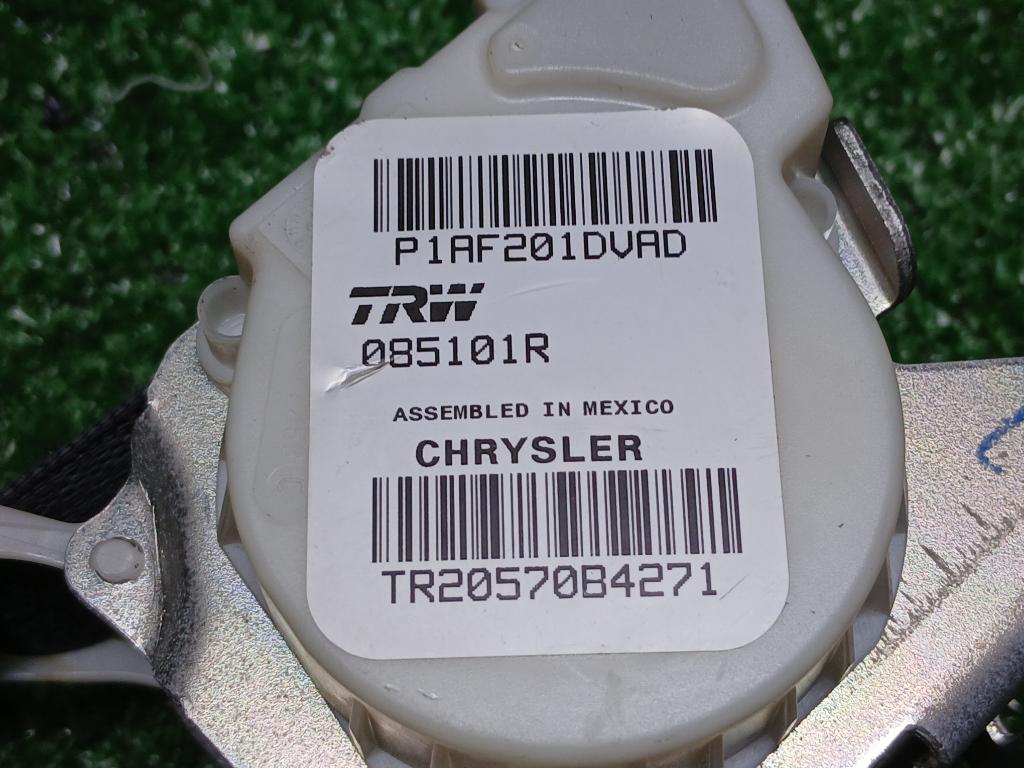 P1AF201DVAD
TRW
085101R
ASSEMBLED IN MEXICO
CHRYSLER
TR20570B4271